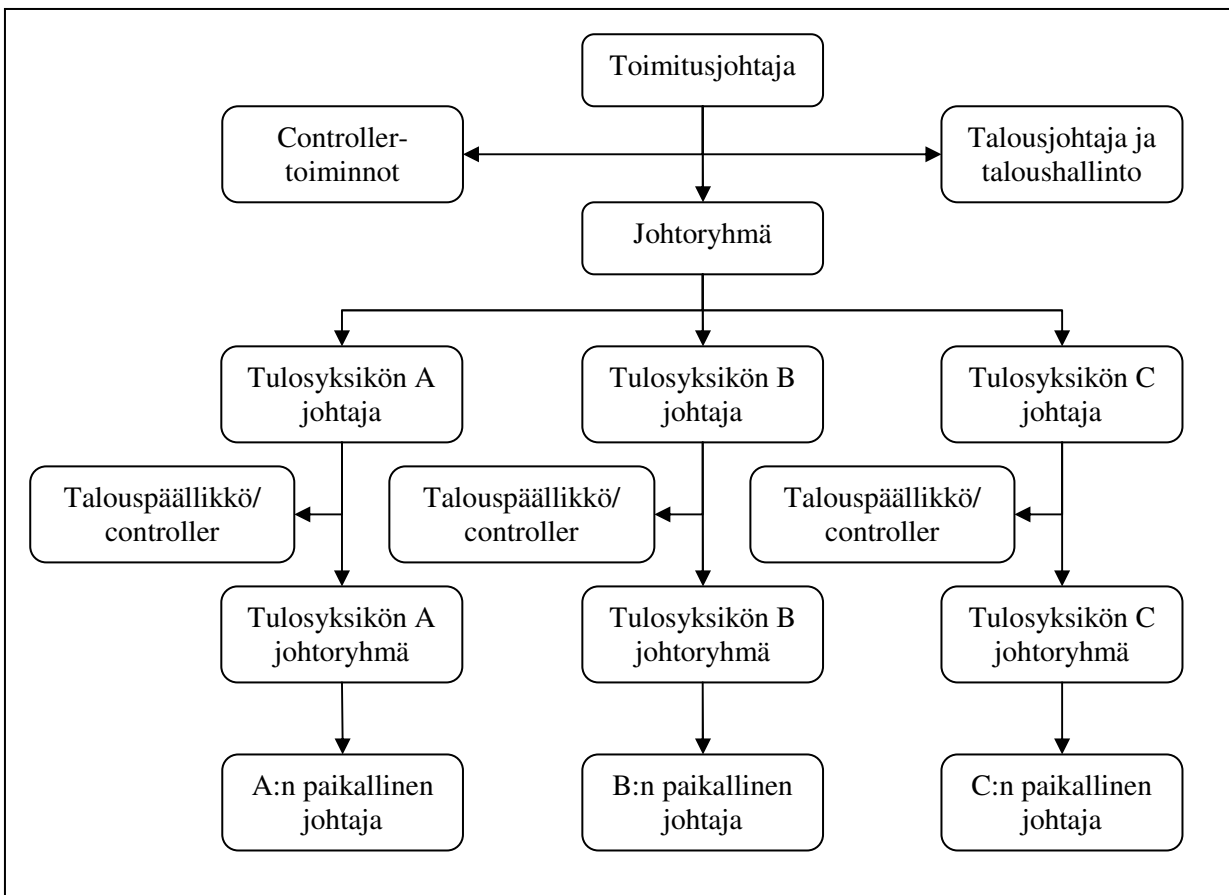 Toimitusjohtaja
Controller-
toiminnot
Talousjohtaja ja
taloushallinto
Johtoryhmä
Tulosyksikön A
johtaja
Tulosyksikön B
johtaja
Tulosyksikön C
johtaja
Talouspäällikkö/
controller
Talouspäällikkö/
controller
Talouspäällikkö/
controller
Tulosyksikön A
johtoryhmä
Tulosyksikön B
johtoryhmä
Tulosyksikön C
johtoryhmä
A:n paikallinen
johtaja
B:n paikallinen
johtaja
C:n paikallinen
johtaja